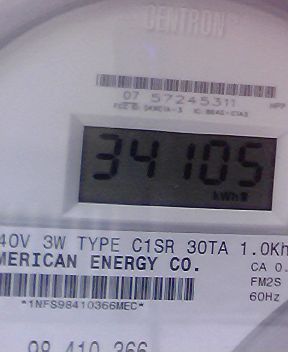 CENTRON
07 57245311
34105
kWh
40V 3W TYPE C1SR 30TA 1.0Kh
MERICAN ENERGY CO.
CA 0.
*1NFS98410366MEC*
FM2S
60Hz
98 410 366